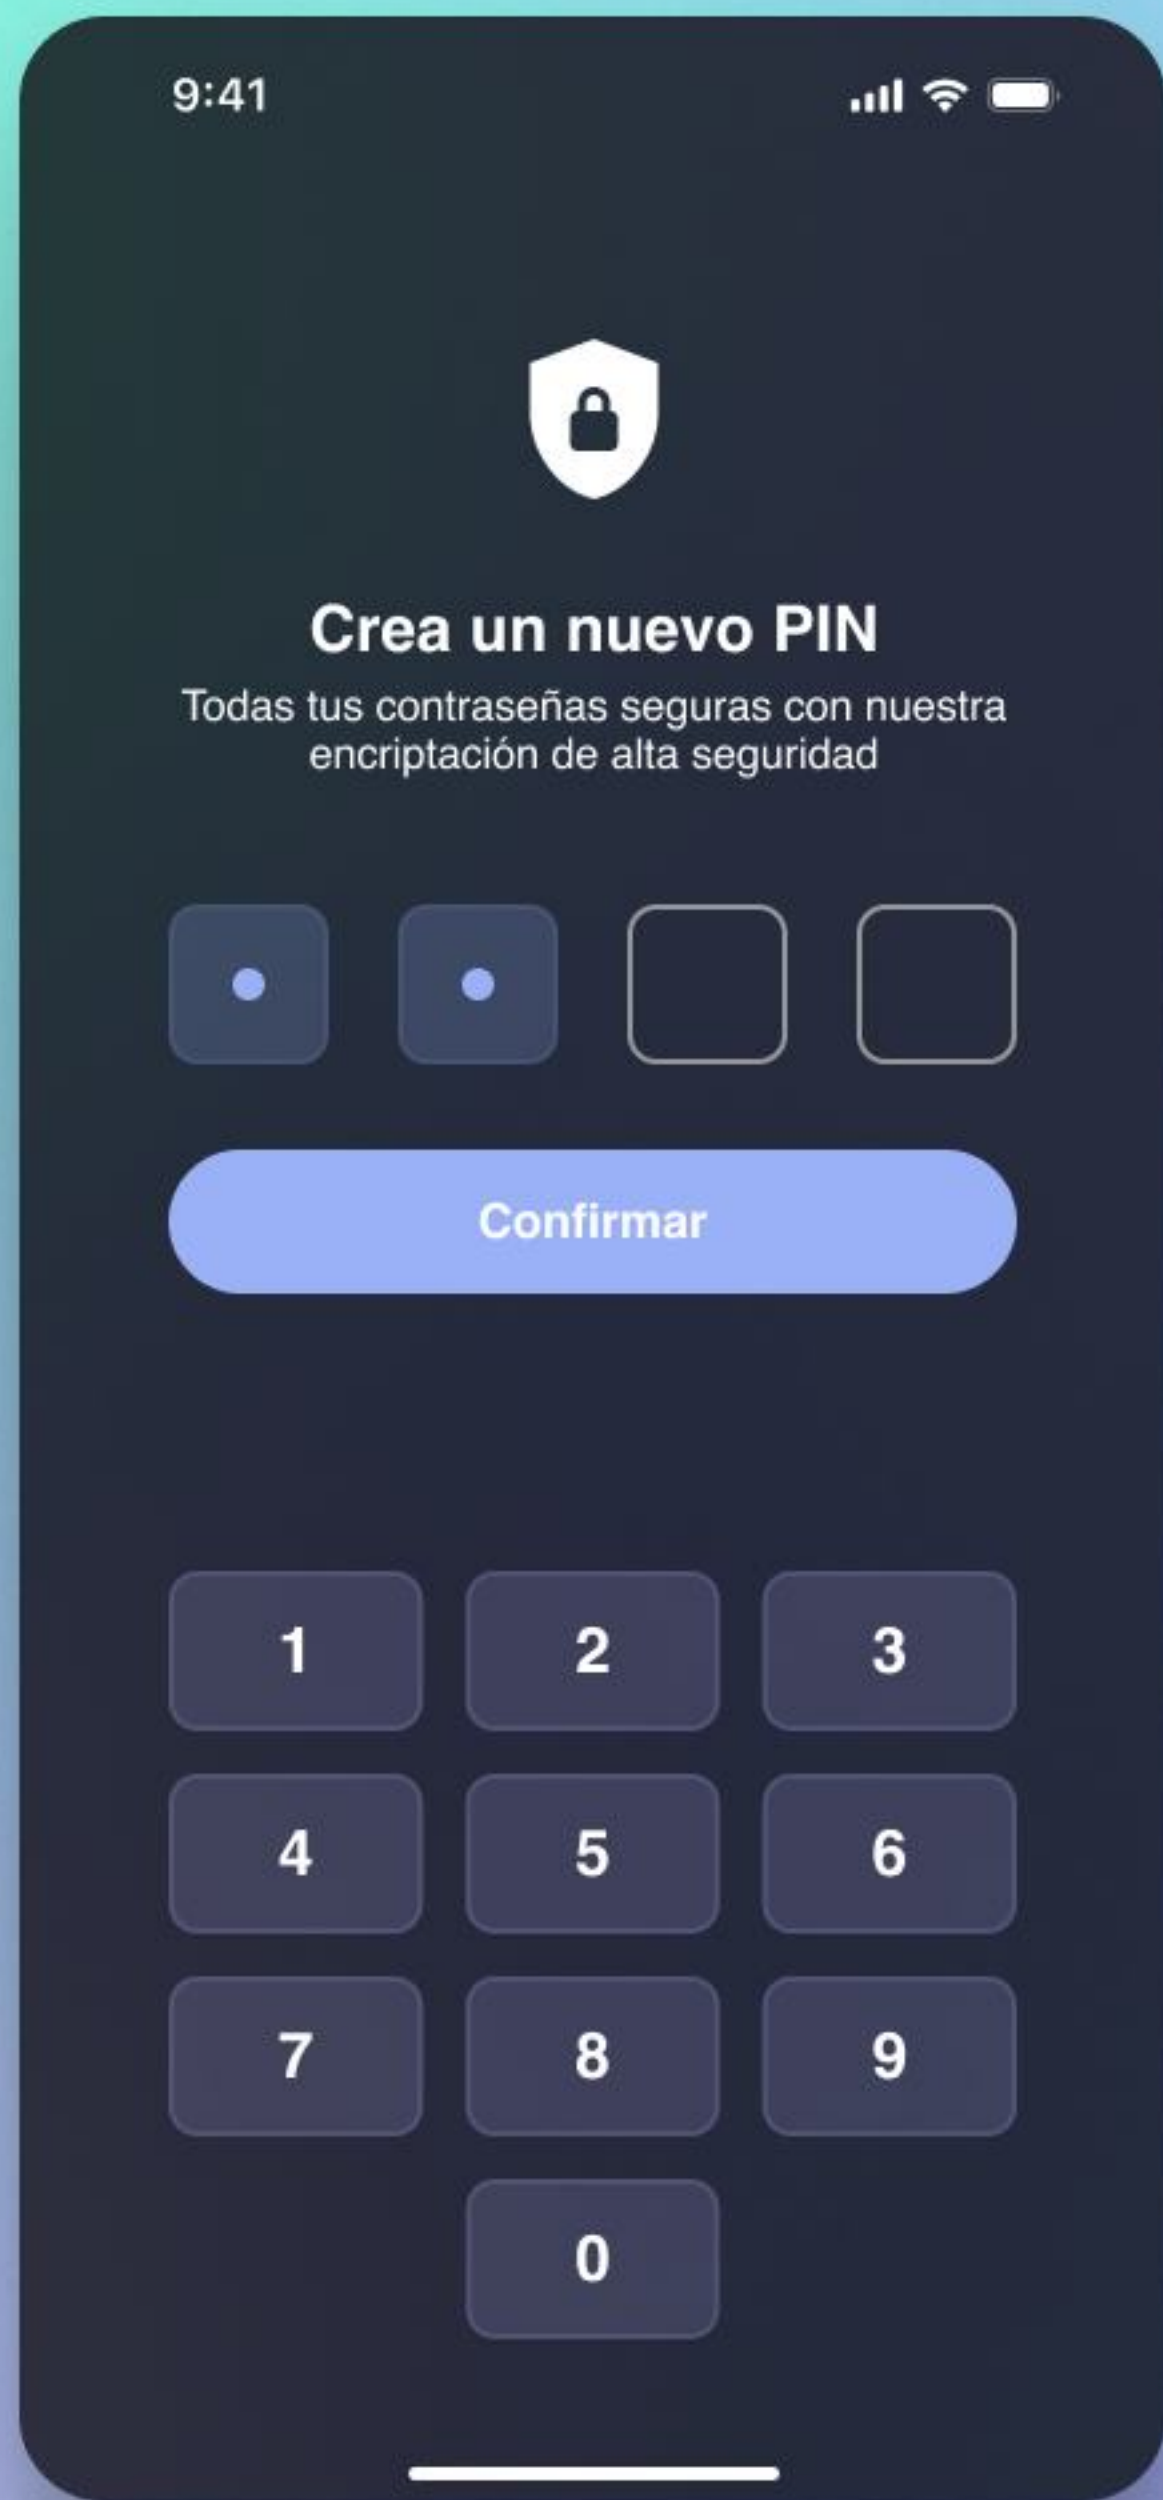 9:41
Crea un nuevo PIN
Todas tus contraseñas seguras con nuestra
encriptación de alta seguridad
Confirmar
1 2 3
4 5 6
7 8 9
0